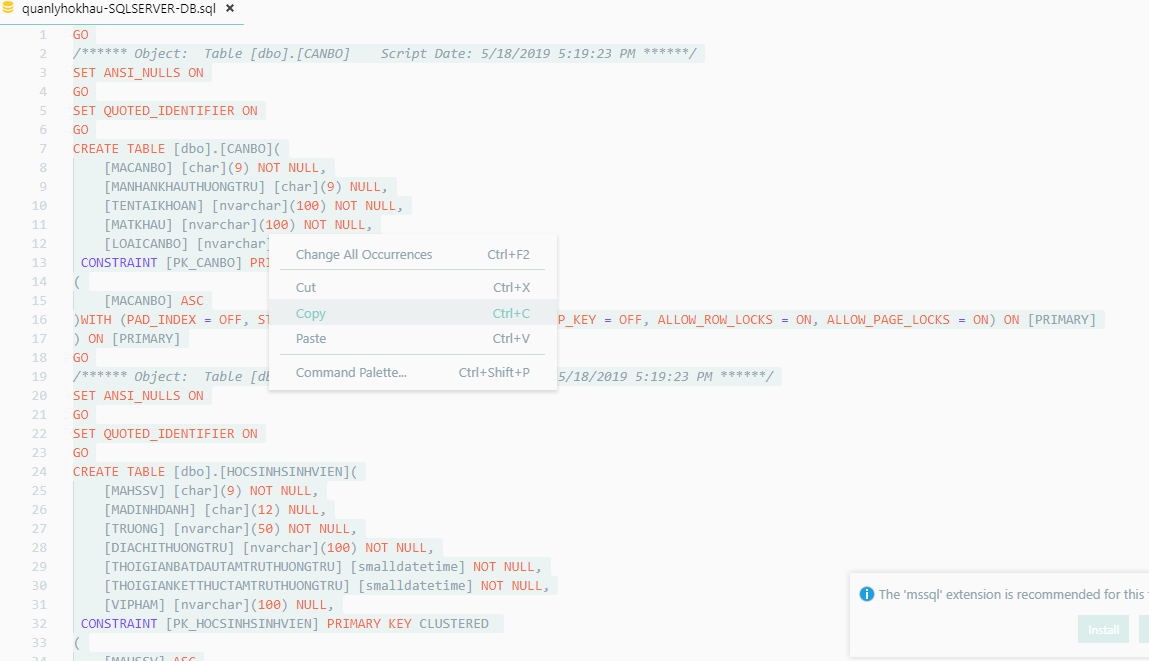 quanlyhokhau-SQLSERVER-DB.sql ×
1 GO
2 /****** Object:  Table [dbo].[CANBO]    Script Date: 5/18/2019 5:19:23 PM ******/
3 SET ANSI_NULLS ON
4 GO
5 SET QUOTED_IDENTIFIER ON
6 GO
7 CREATE TABLE [dbo].[CANBO](
8     [MACANBO] [char](9) NOT NULL,
9     [MANHANKHAUTHUONGTRU] [char](9) NULL,
10     [TENTAIKHOAN] [nvarchar](100) NOT NULL,
11     [MATKHAU] [nvarchar](100) NOT NULL,
12     [LOAICANBO] [nvarchar]
Change All Occurrences Ctrl+F2
13  CONSTRAINT [PK_CANBO] PRI
14 (
Cut Ctrl+X
15     [MACANBO] ASC
Copy Ctrl+C
16 )WITH (PAD_INDEX = OFF, ST P_KEY = OFF, ALLOW_ROW_LOCKS = ON, ALLOW_PAGE_LOCKS = ON) ON [PRIMARY]
17 ) ON [PRIMARY]
Paste Ctrl+V
18 GO
Command Palette... Ctrl+Shift+P
19 /****** Object:  Table [db 5/18/2019 5:19:23 PM ******/
20 SET ANSI_NULLS ON
21 GO
22 SET QUOTED_IDENTIFIER ON
23 GO
24 CREATE TABLE [dbo].[HOCSINHSINHVIEN](
25     [MAHSSV] [char](9) NOT NULL,
26     [MADINHDANH] [char](12) NULL,
27     [TRUONG] [nvarchar](50) NOT NULL,
28     [DIACHITHUONGTRU] [nvarchar](100) NOT NULL,
29     [THOIGIANBATDAUTAMTRUTHUONGTRU] [smalldatetime] NOT NULL,
30     [THOIGIANKETTHUCTAMTRUTHUONGTRU] [smalldatetime] NOT NULL,
31     [VIPHAM] [nvarchar](100) NULL,
The 'mssql' extension is recommended for this
32  CONSTRAINT [PK_HOCSINHSINHVIEN] PRIMARY KEY CLUSTERED
Install
33 (
34     [MAHSSV] ASC